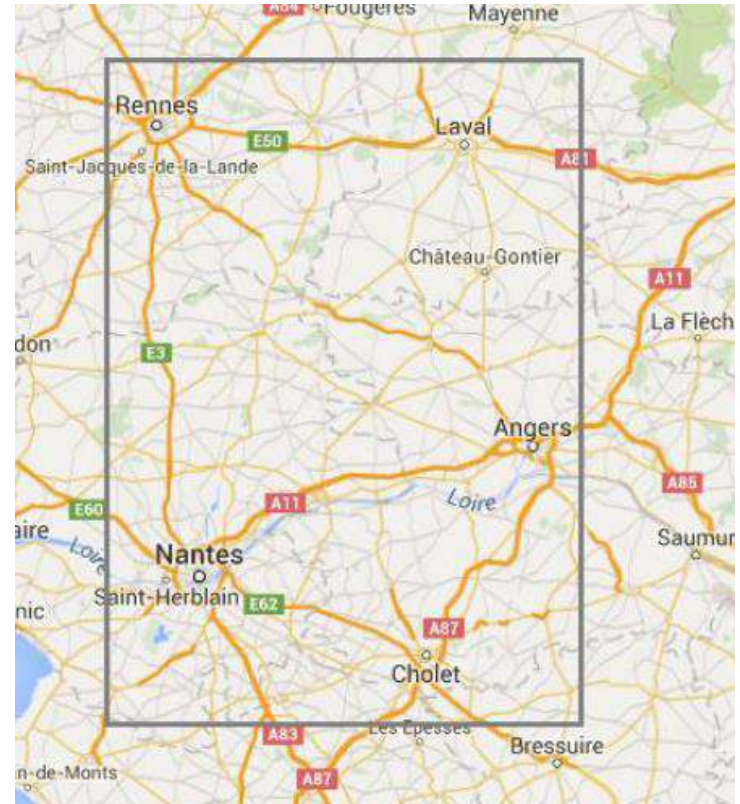 A84
Fougères
Mayenne
Rennes
Laval
E50
Saint-Jacques-de-la-Lande
A81
Château-Gontier
A11
La Flèch
don
E3
Angers
A85
A11
Loire
E60
aire
Loire
Nantes
Saumur
Saint-Herblain
E62
nic
A87
Cholet
A83
Les Epesses
Bressuire
n-de-Monts
A87